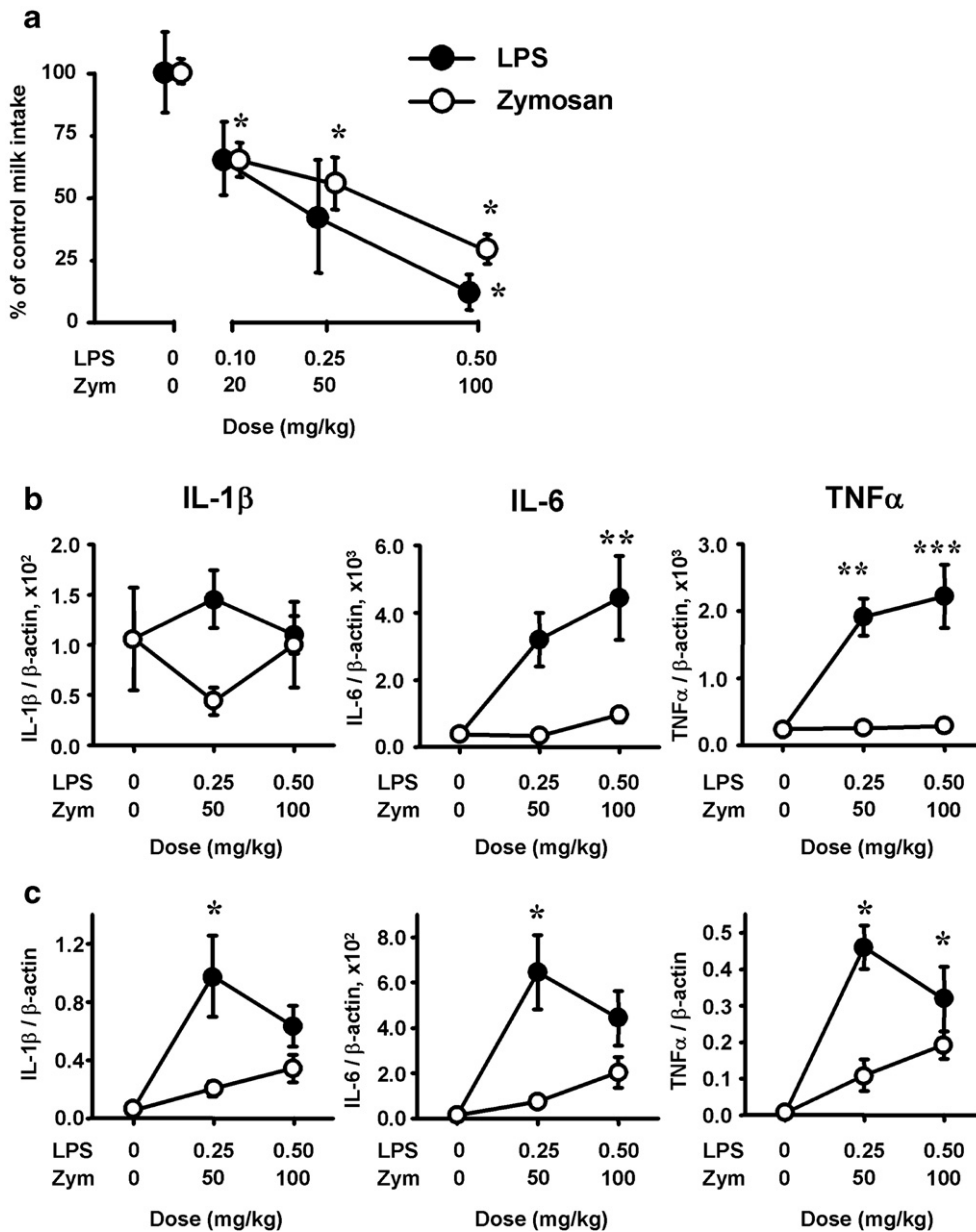 a
LPS
Zymosan
% of control milk intake
100
75
50
25
0
* * * *
LPS 0 0.10 0.25 0.50
Zym 0 20 50 100
Dose (mg/kg)
b
IL-1β IL-6 TNFα
IL-1β / β-actin, x10²
2.0
1.5
1.0
0.5
0.0
LPS 0 0.25 0.50
Zym 0 50 100
Dose (mg/kg)
IL-6 / β-actin, x10³
6.0
4.0
2.0
0.0
**
LPS 0 0.25 0.50
Zym 0 50 100
Dose (mg/kg)
TNFα / β-actin, x10³
3.0
2.0
1.0
0.0
** ***
LPS 0 0.25 0.50
Zym 0 50 100
Dose (mg/kg)
c
IL-1β / β-actin
1.2
0.8
0.4
0.0
*
LPS 0 0.25 0.50
Zym 0 50 100
Dose (mg/kg)
IL-6 / β-actin, x10²
8.0
6.0
4.0
2.0
0.0
*
LPS 0 0.25 0.50
Zym 0 50 100
Dose (mg/kg)
TNFα / β-actin
0.5
0.4
0.3
0.2
0.1
0.0
* *
LPS 0 0.25 0.50
Zym 0 50 100
Dose (mg/kg)